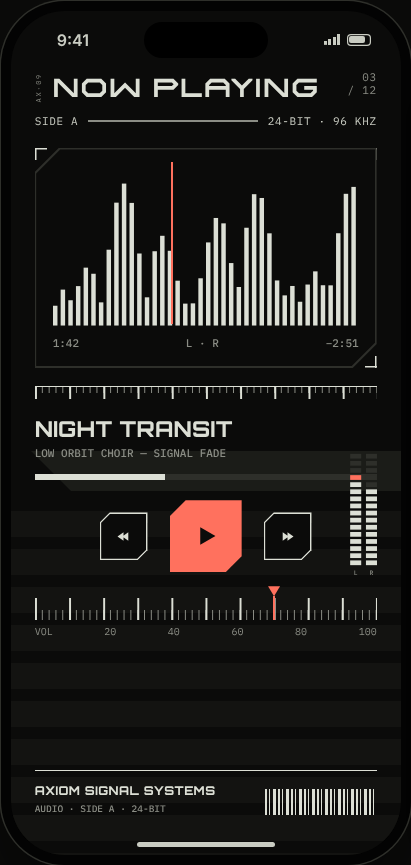 9:41
AX-09
NOW PLAYING
03
/ 12
SIDE A
24-BIT · 96 KHZ
1:42
L · R
−2:51
NIGHT TRANSIT
LOW ORBIT CHOIR — SIGNAL FADE
L R
VOL 20 40 60 80 100
AXIOM SIGNAL SYSTEMS
AUDIO · SIDE A · 24-BIT